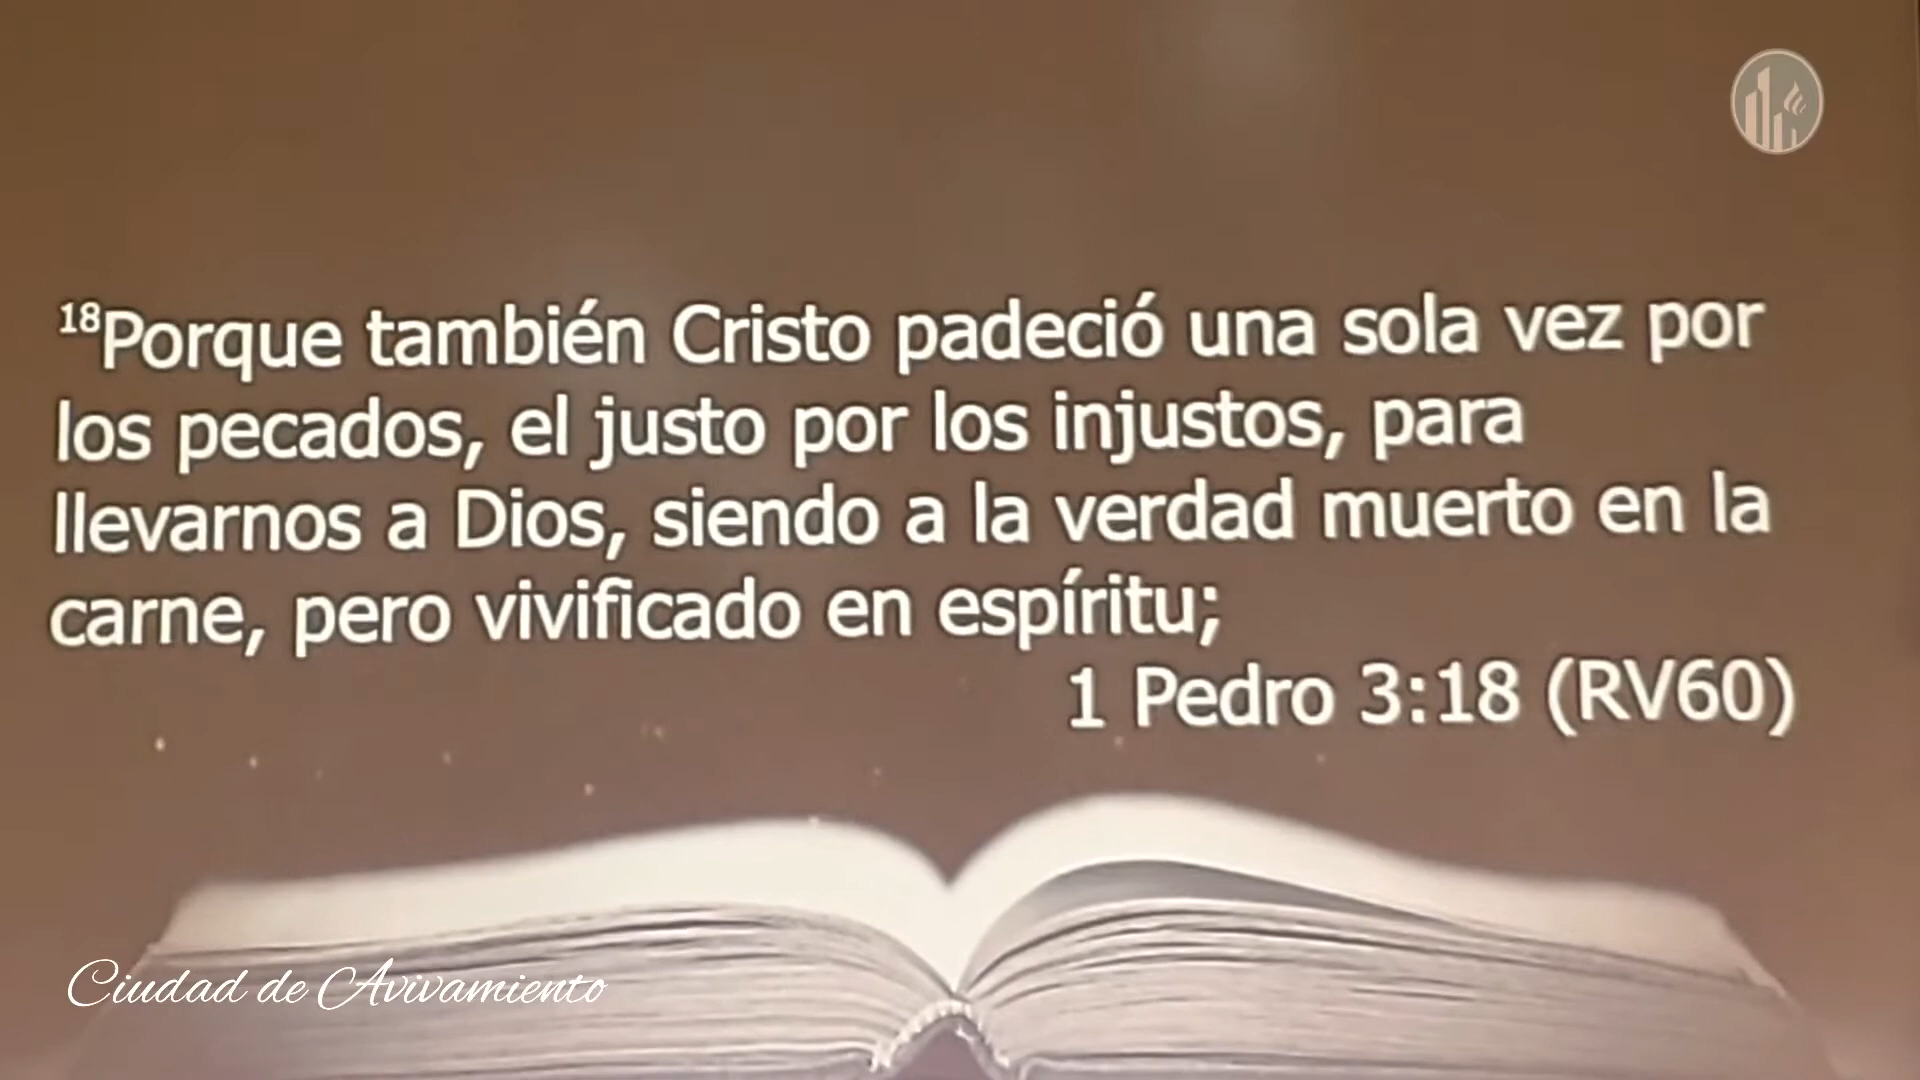 18Porque también Cristo padeció una sola vez por
los pecados, el justo por los injustos, para
llevarnos a Dios, siendo a la verdad muerto en la
carne, pero vivificado en espíritu;
1 Pedro 3:18 (RV60)
Ciudad de Avivamiento